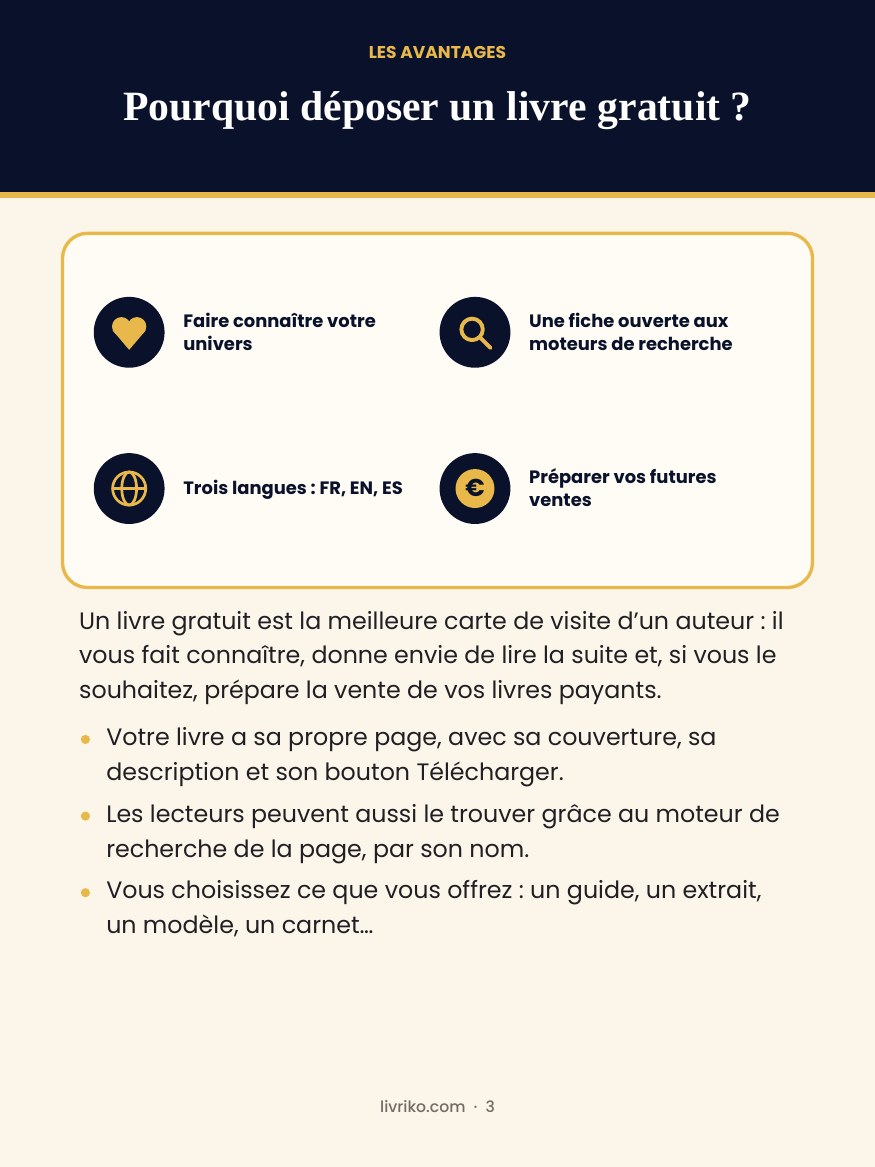 LES AVANTAGES
Pourquoi déposer un livre gratuit ?
Faire connaître votre
univers
Une fiche ouverte aux
moteurs de recherche
Trois langues : FR, EN, ES
€
Préparer vos futures
ventes
Un livre gratuit est la meilleure carte de visite d’un auteur : il
vous fait connaître, donne envie de lire la suite et, si vous le
souhaitez, prépare la vente de vos livres payants.
• Votre livre a sa propre page, avec sa couverture, sa
description et son bouton Télécharger.
• Les lecteurs peuvent aussi le trouver grâce au moteur de
recherche de la page, par son nom.
• Vous choisissez ce que vous offrez : un guide, un extrait,
un modèle, un carnet…
livriko.com · 3